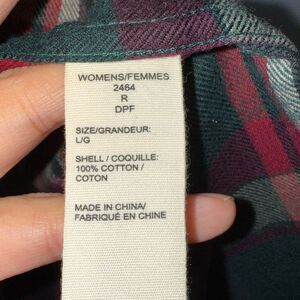 WOMENS/FEMMES
2464
R
DPF
SIZE/GRANDEUR:
L/G
SHELL / COQUILLE:
100% COTTON /
COTON
MADE IN CHINA/
FABRIQUÉ EN CHINE